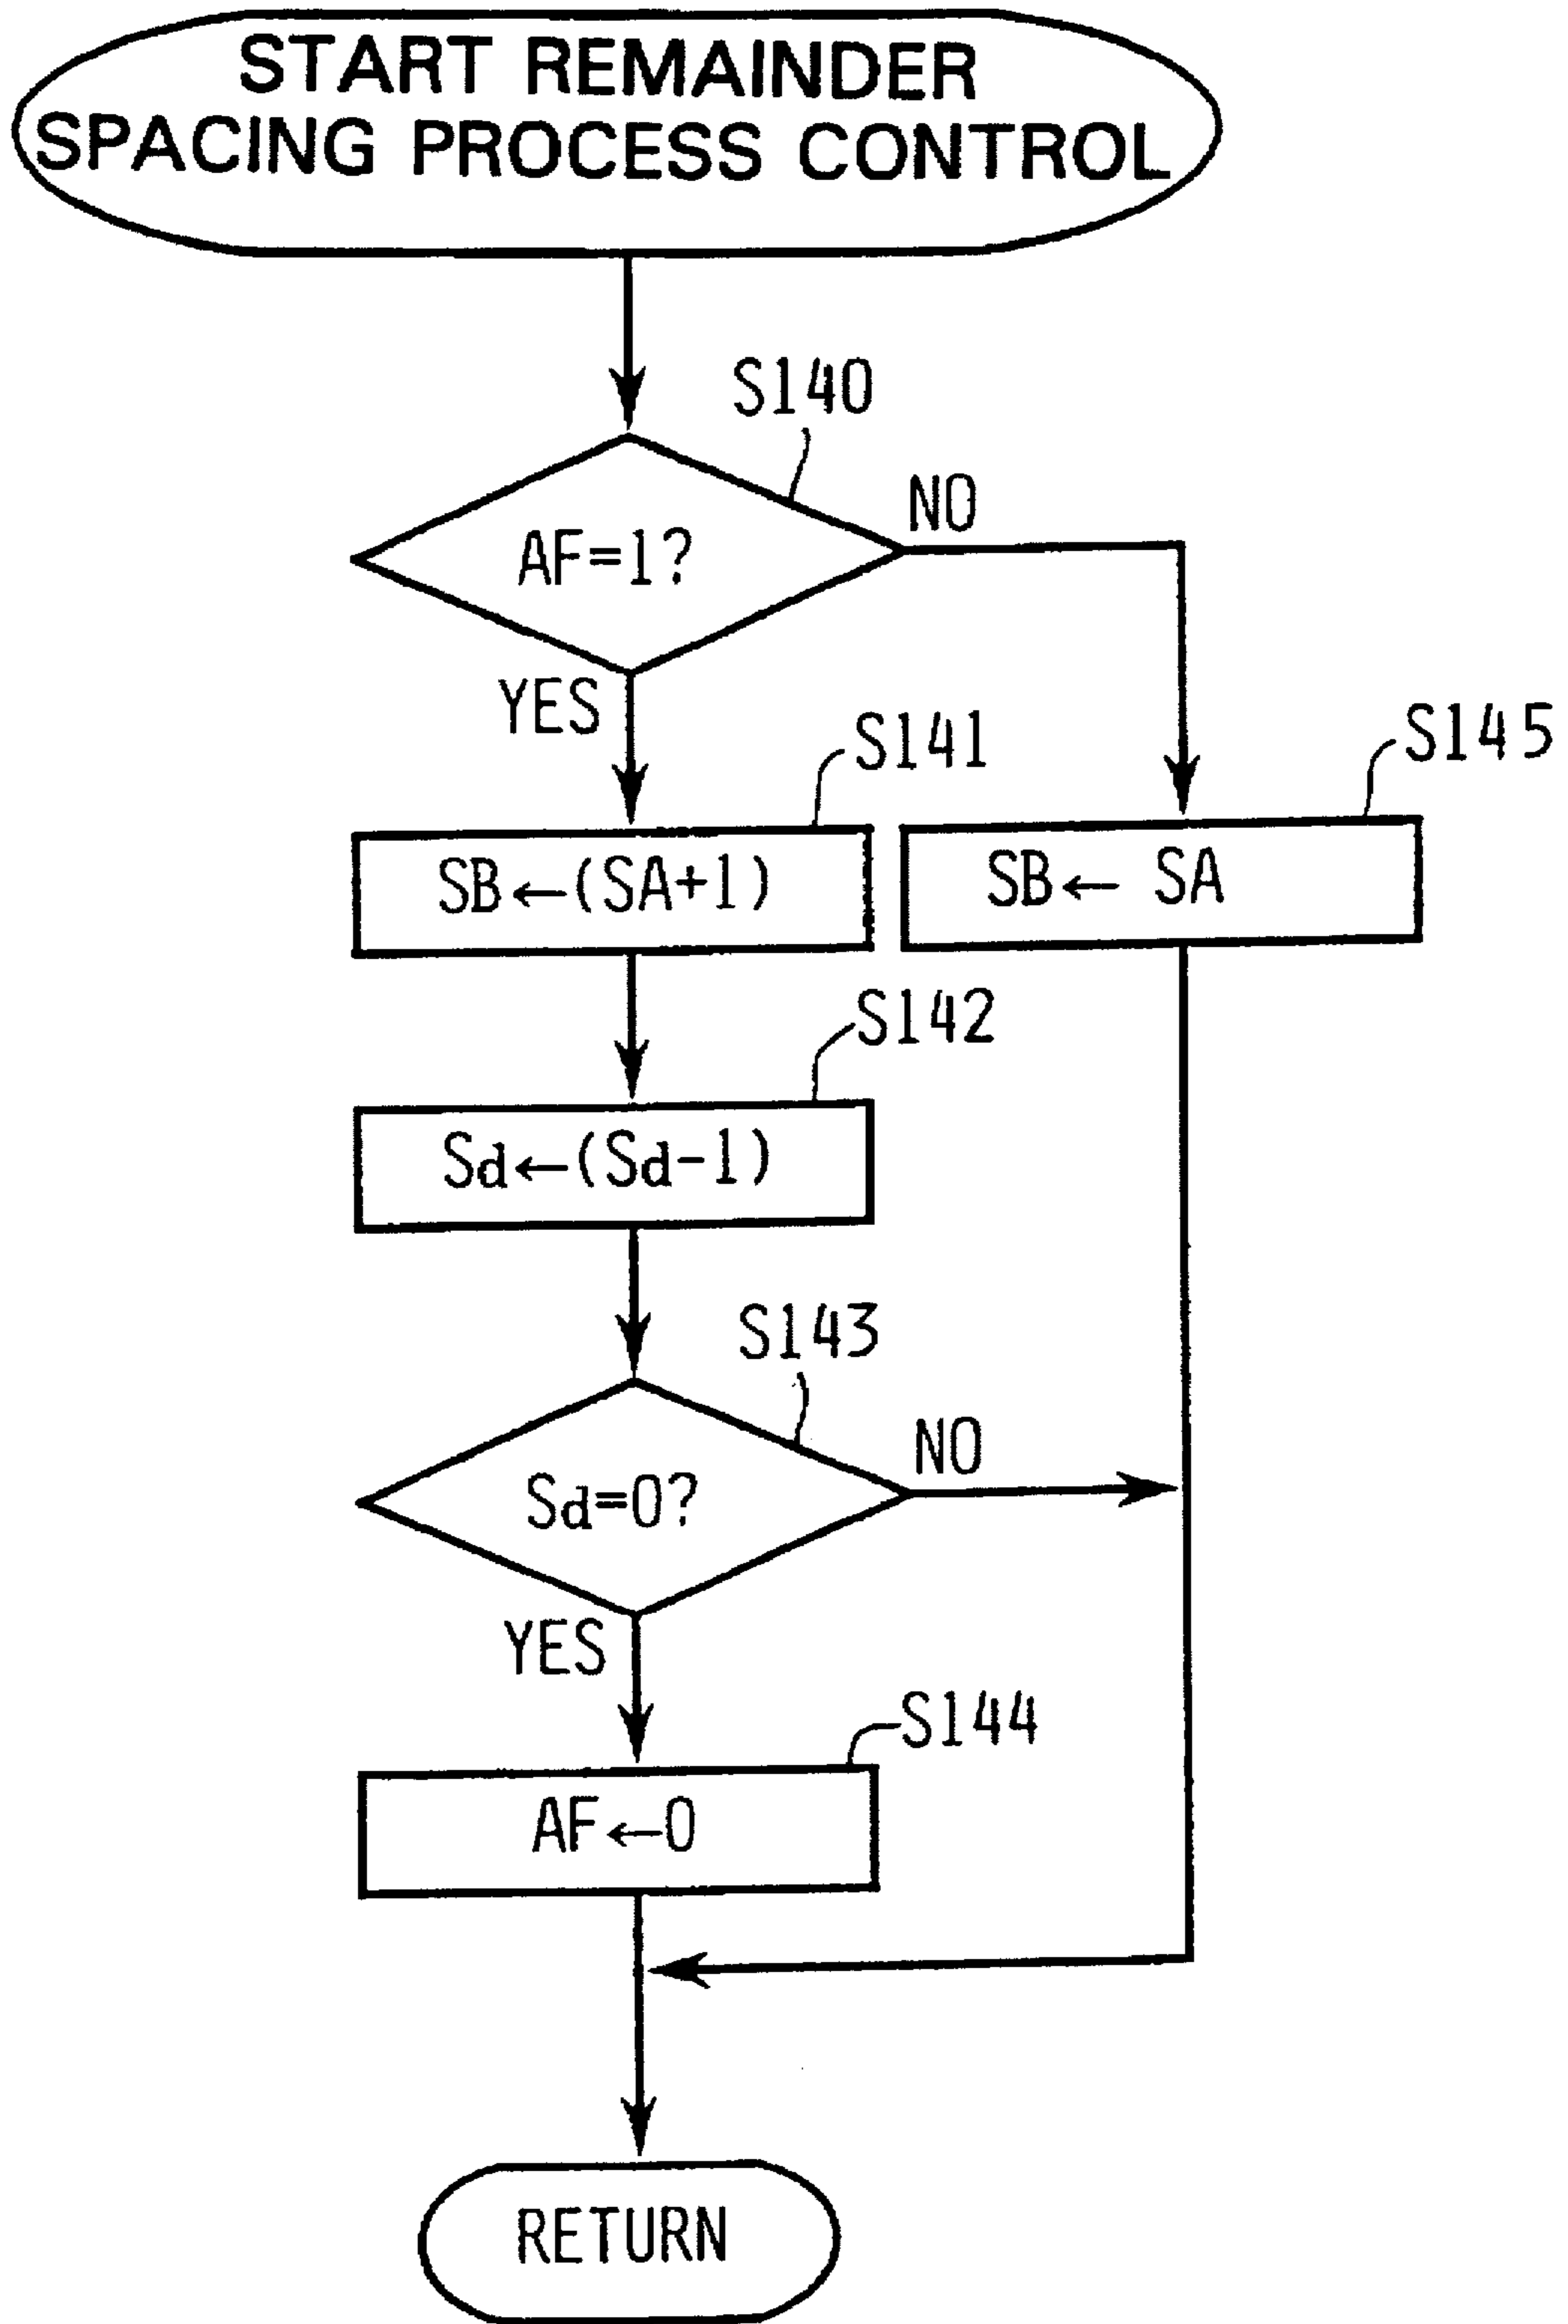 START REMAINDER
SPACING PROCESS CONTROL
S140
AF=1?
NO
YES
S141
SB←(SA+1)
S145
SB← SA
S142
Sd←(Sd-1)
S143
Sd=0?
NO
YES
S144
AF←0
RETURN